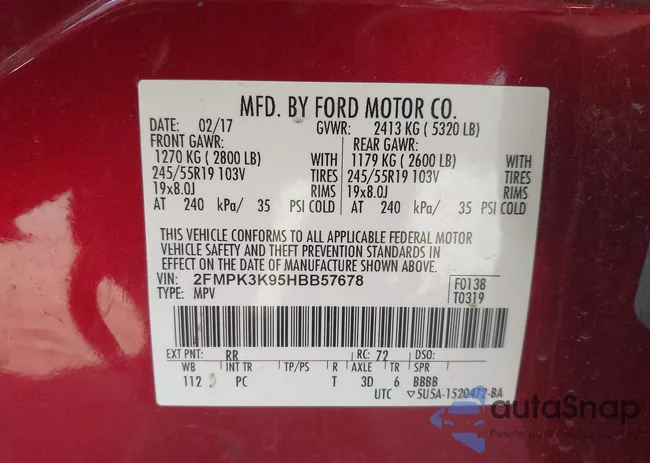 MFD. BY FORD MOTOR CO.
DATE: 02/17 GVWR: 2413 KG ( 5320 LB)
FRONT GAWR: REAR GAWR:
1270 KG ( 2800 LB) WITH 1179 KG ( 2600 LB) WITH
245/55R19 103V TIRES 245/55R19 103V TIRES
19x8.0J RIMS 19x8.0J RIMS
AT 240 kPa/ 35 PSI COLD AT 240 kPa/ 35 PSI COLD
THIS VEHICLE CONFORMS TO ALL APPLICABLE FEDERAL MOTOR
VEHICLE SAFETY AND THEFT PREVENTION STANDARDS IN
EFFECT ON THE DATE OF MANUFACTURE SHOWN ABOVE.
VIN: 2FMPK3K95HBB57678 F0138
TYPE: MPV T0319
EXT PNT: RR RC: 72 DSO:
WB INT TR TP/PS R AXLE TR SPR
112 PC T 3D 6 BBBB
UTC ▽5U5A-1520472-BA
autoSnap